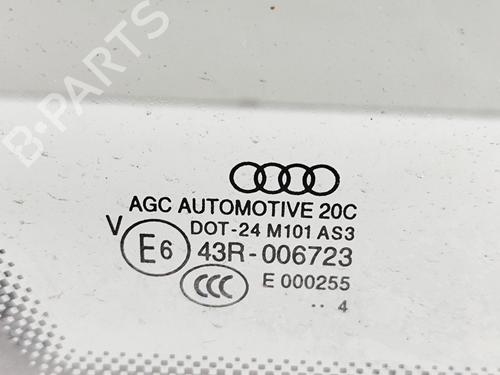 B-PARTS
AGC AUTOMOTIVE 20C
DOT-24 M101 AS3
V E6 43R-006723
CCC E 000255
.. 4